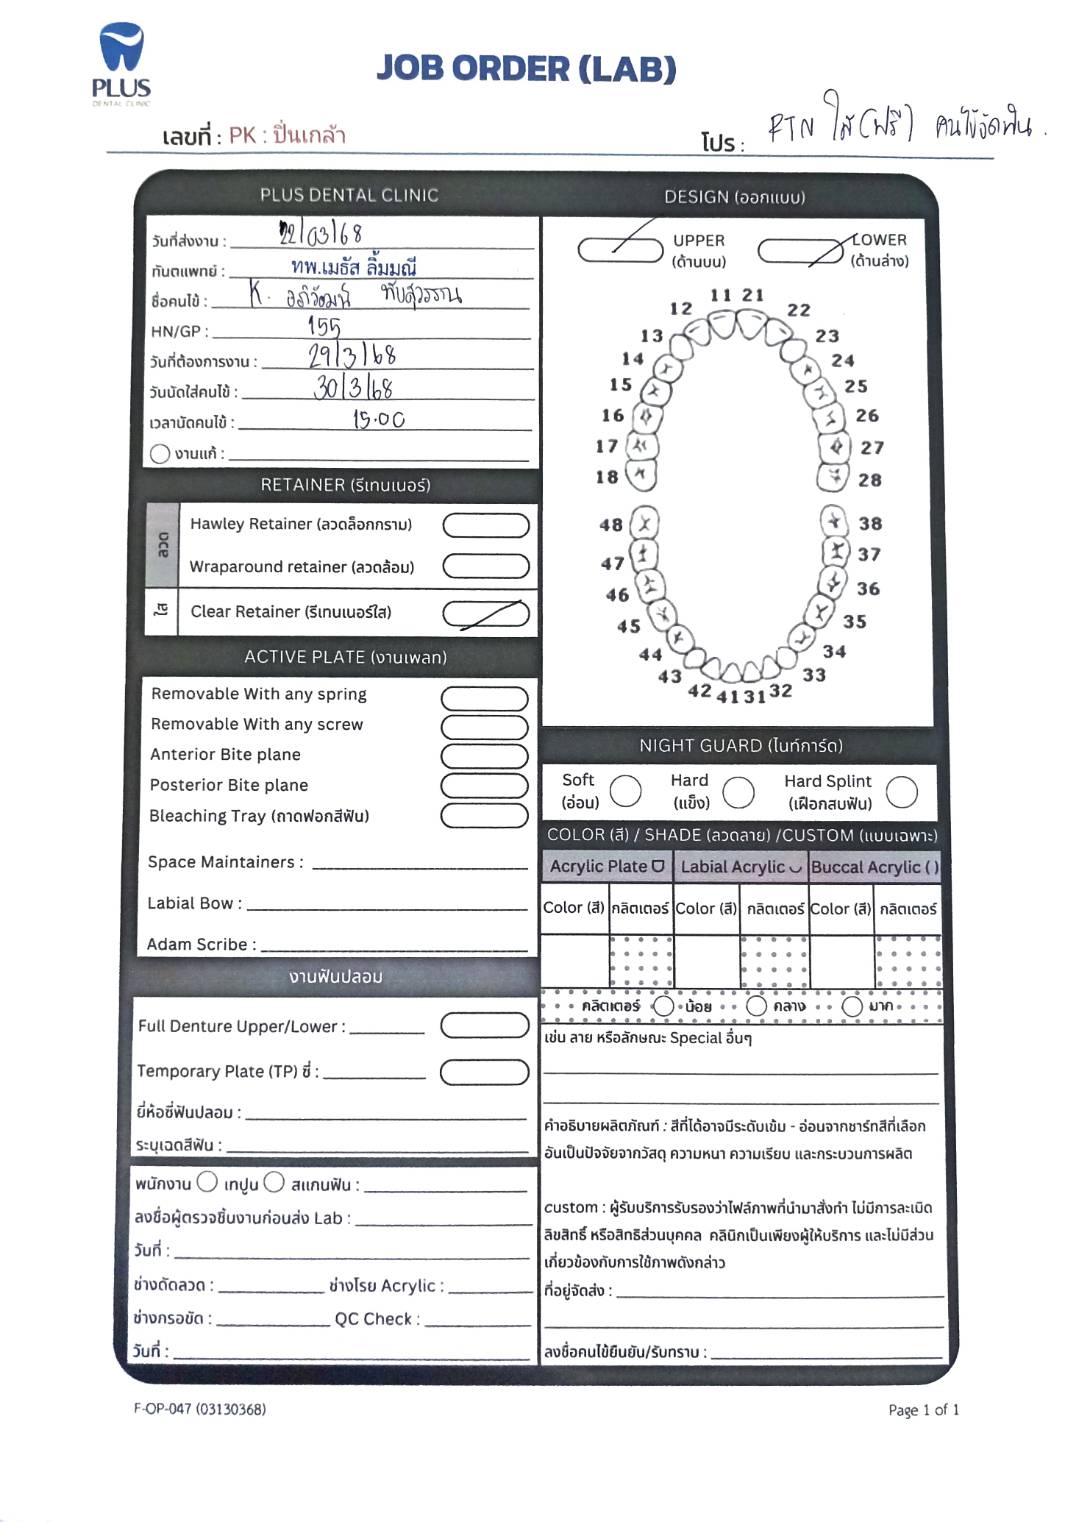 PLUS
DENTAL CLINIC
JOB ORDER (LAB)
เลขที่ : PK : ปิ่นเกล้า
โปร : RTN ใส (ฟรี) คนไข้จัดฟัน.
PLUS DENTAL CLINIC
วันที่ส่งงาน : 22/03/68
ทันตแพทย์ : ทพ.เมธัส ลิ้มมณี
ชื่อคนไข้ : K. อภิวัฒน์ ทับสุวรรณ
HN/GP : 155
วันที่ต้องการงาน : 29/3/68
วันนัดใส่คนไข้ : 30/3/68
เวลานัดคนไข้ : 15.00
งานแก้ :
RETAINER (รีเทนเนอร์)
ลวด
Hawley Retainer (ลวดล็อกกราม)
Wraparound retainer (ลวดล้อม)
ใส
Clear Retainer (รีเทนเนอร์ใส)
ACTIVE PLATE (งานเพลท)
Removable With any spring
Removable With any screw
Anterior Bite plane
Posterior Bite plane
Bleaching Tray (ถาดฟอกสีฟัน)
Space Maintainers :
Labial Bow :
Adam Scribe :
งานฟันปลอม
Full Denture Upper/Lower :
Temporary Plate (TP) ซี่ :
ยี่ห้อซี่ฟันปลอม :
ระบุเฉดสีฟัน :
พนักงาน เทปูน สแกนฟัน :
ลงชื่อผู้ตรวจชิ้นงานก่อนส่ง Lab :
วันที่ :
ช่างดัดลวด : ช่างโรย Acrylic :
ช่างกรอขัด : QC Check :
วันที่ :
DESIGN (ออกแบบ)
UPPER
(ด้านบน)
LOWER
(ด้านล่าง)
11 21
12 22
13 23
14 24
15 25
16 26
17 27
18 28
48 38
47 37
46 36
45 35
44 34
43 33
42 41 31 32
NIGHT GUARD (ไนท์การ์ด)
Soft
(อ่อน)
Hard
(แข็ง)
Hard Splint
(เฝือกสบฟัน)
COLOR (สี) / SHADE (ลวดลาย) /CUSTOM (แบบเฉพาะ)
Acrylic Plate Labial Acrylic Buccal Acrylic ( )
Color (สี) กลิตเตอร์ Color (สี) กลิตเตอร์ Color (สี) กลิตเตอร์
กลิตเตอร์ น้อย กลาง มาก
เช่น ลาย หรือลักษณะ Special อื่นๆ
คำอธิบายผลิตภัณฑ์ : สีที่ได้อาจมีระดับเข้ม - อ่อนจากชาร์ทสีที่เลือก
อันเป็นปัจจัยจากวัสดุ ความหนา ความเรียบ และกระบวนการผลิต
custom : ผู้รับบริการรับรองว่าไฟล์ภาพที่นำมาสั่งทำ ไม่มีการละเมิด
ลิขสิทธิ์ หรือสิทธิส่วนบุคคล คลินิกเป็นเพียงผู้ให้บริการ และไม่มีส่วน
เกี่ยวข้องกับการใช้ภาพดังกล่าว
ที่อยู่จัดส่ง :
ลงชื่อคนไข้ยืนยัน/รับทราบ :
F-OP-047 (03130368)
Page 1 of 1